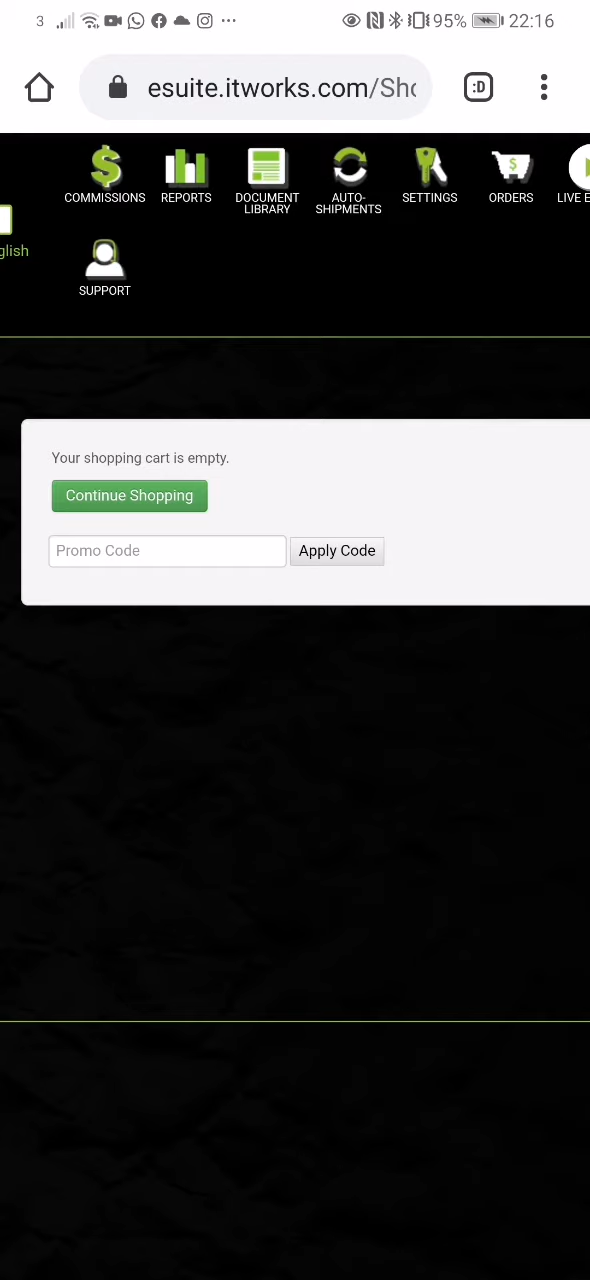 3 95% 22:16
esuite.itworks.com/Sho
:D
COMMISSIONS REPORTS DOCUMENT LIBRARY AUTO-SHIPMENTS SETTINGS ORDERS LIVE E
glish
SUPPORT
Your shopping cart is empty.
Continue Shopping
Promo Code Apply Code